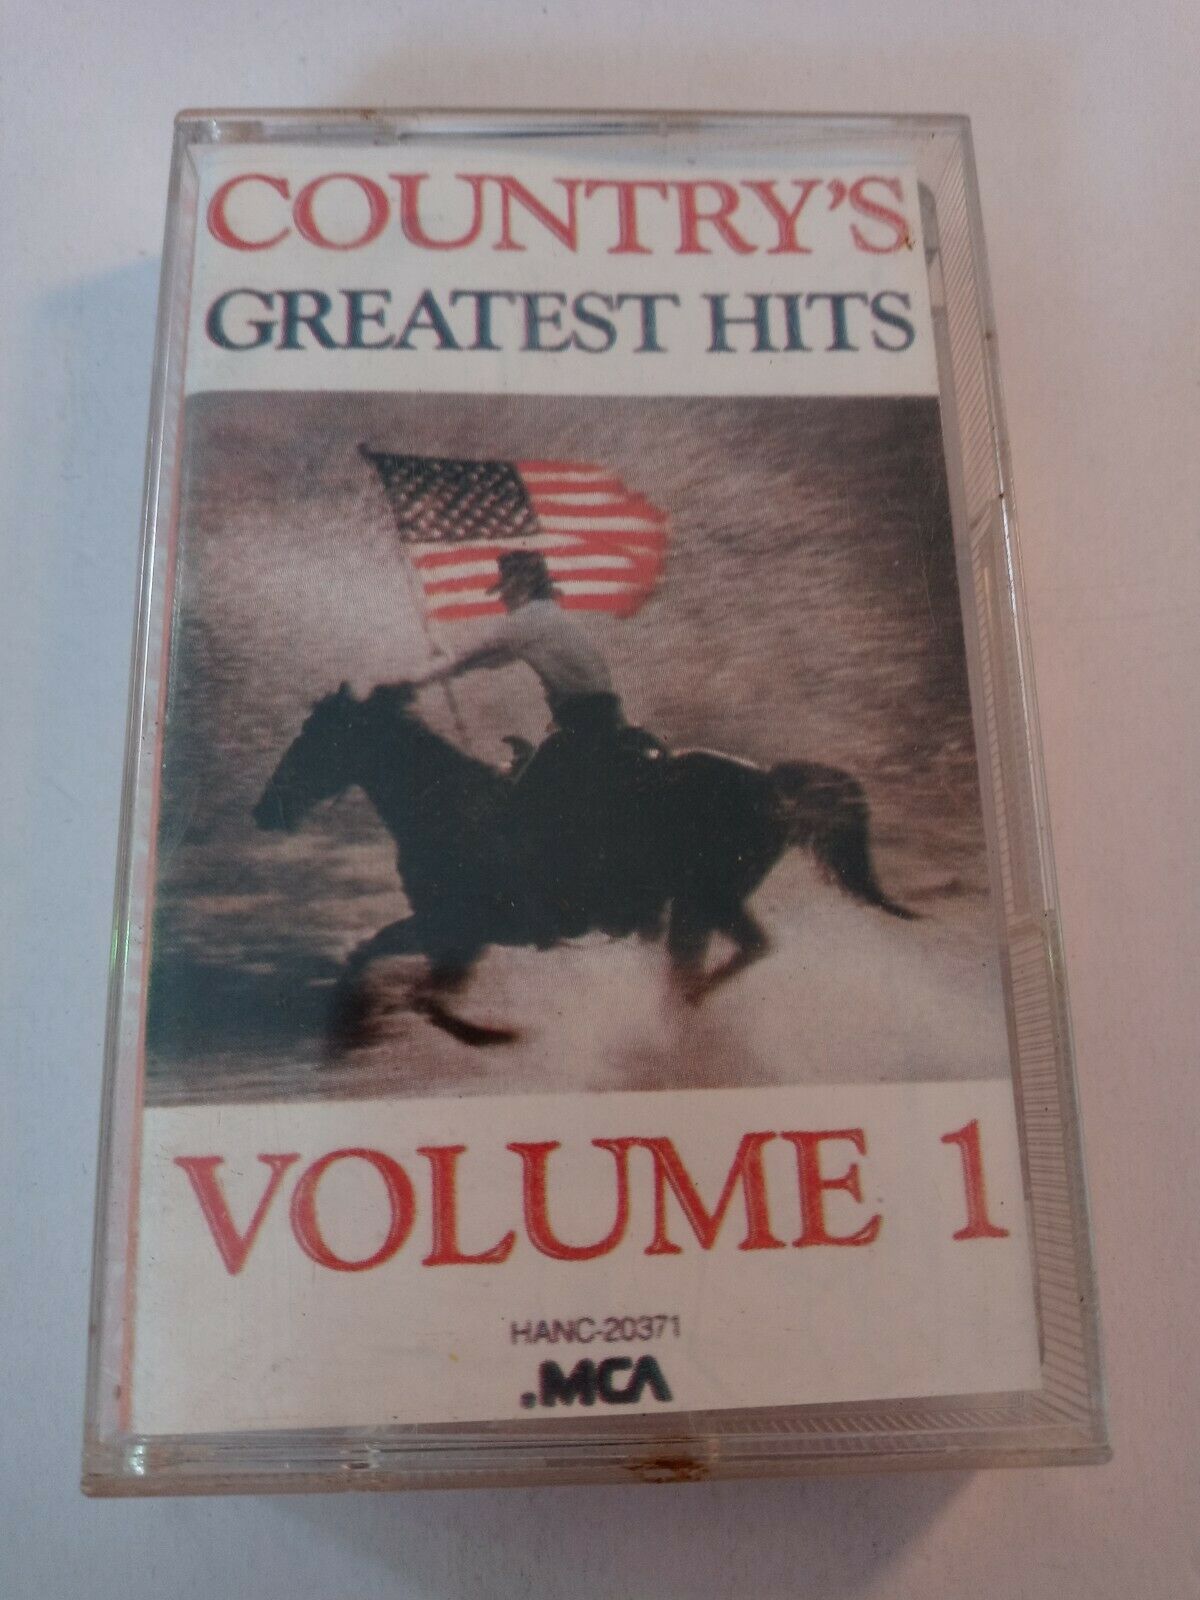 COUNTRY'S
GREATEST HITS
VOLUME 1
HANC-20371
.MCA